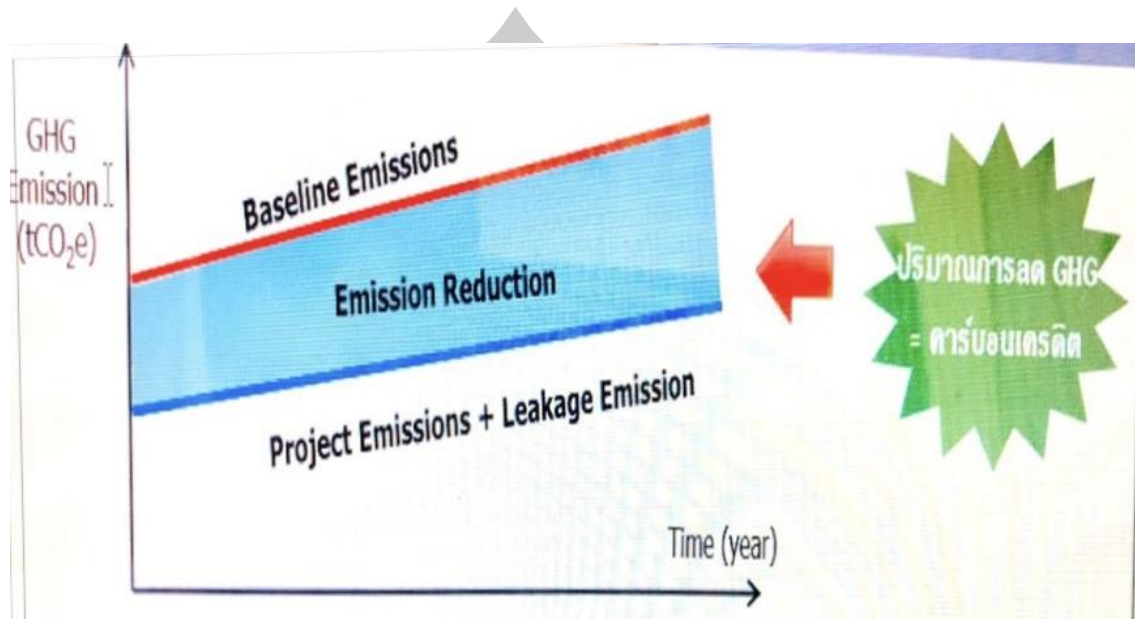 GHG
Emission
(tCO₂e)
Baseline Emissions
Emission Reduction
Project Emissions + Leakage Emission
Time (year)
ปริมาณการลด GHG
= คาร์บอนเครดิต